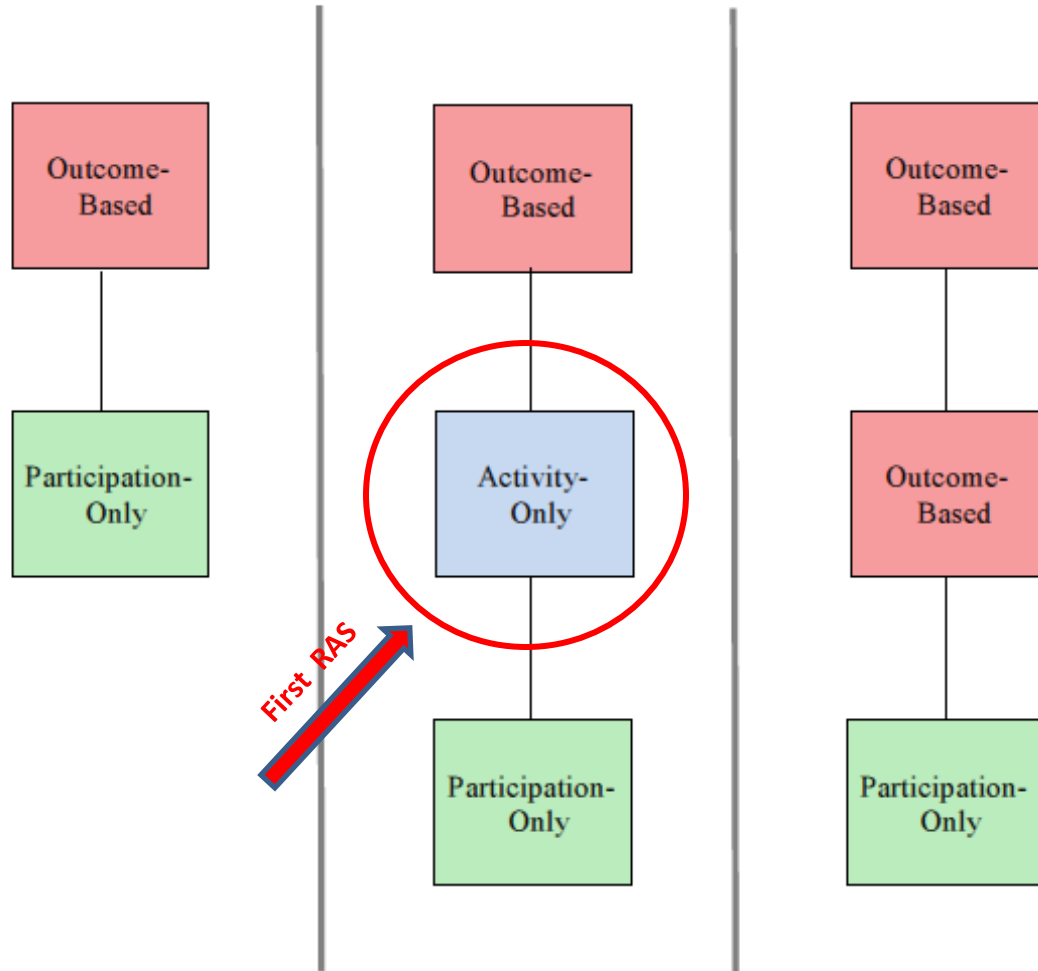 Outcome-
Based
Participation-
Only
Outcome-
Based
Activity-
Only
First RAS
Participation-
Only
Outcome-
Based
Outcome-
Based
Participation-
Only